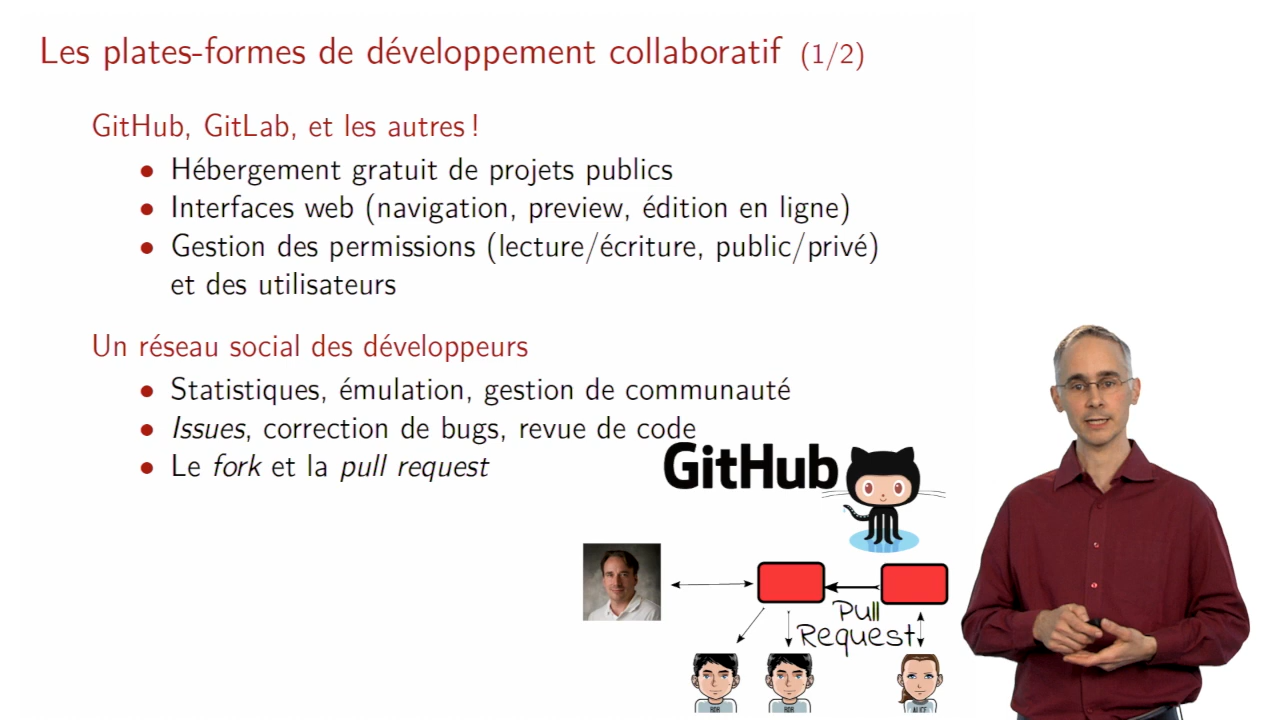 Les plates-formes de développement collaboratif (1/2)
GitHub, GitLab, et les autres !
• Hébergement gratuit de projets publics
• Interfaces web (navigation, preview, édition en ligne)
• Gestion des permissions (lecture/écriture, public/privé)
et des utilisateurs
Un réseau social des développeurs
• Statistiques, émulation, gestion de communauté
• Issues, correction de bugs, revue de code
• Le fork et la pull request
GitHub
Pull
Request
BOB
BOB
ALICE